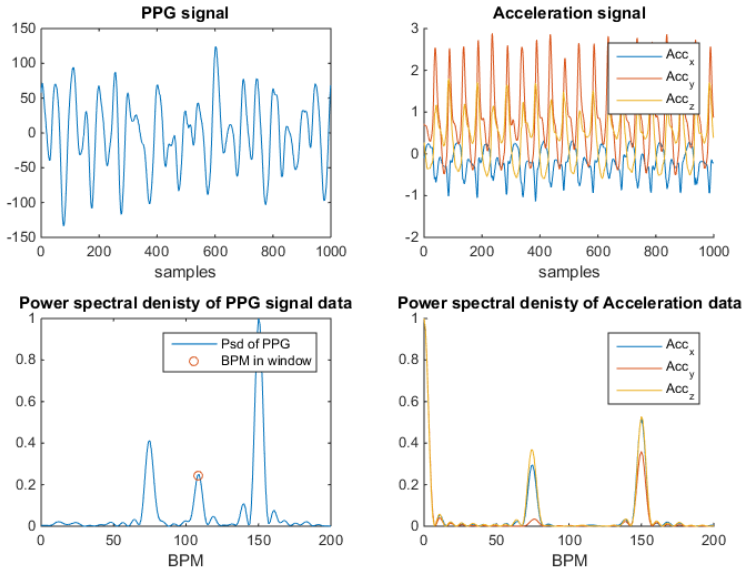 PPG signal
150
100
50
0
-50
-100
-150
0 200 400 600 800 1000
samples
Acceleration signal
3
2
1
0
-1
-2
0 200 400 600 800 1000
samples
Acc_x
Acc_y
Acc_z
Power spectral denisty of PPG signal data
1
0.8
0.6
0.4
0.2
0
0 50 100 150 200
BPM
Psd of PPG
BPM in window
Power spectral denisty of Acceleration data
1
0.8
0.6
0.4
0.2
0
0 50 100 150 200
BPM
Acc_x
Acc_y
Acc_z